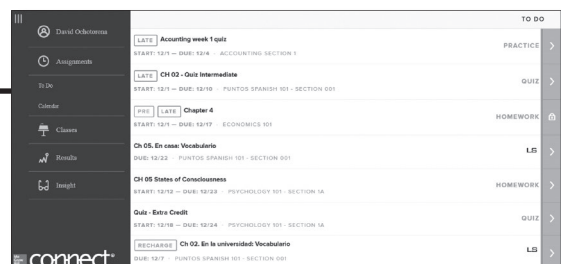 TO DO
David Ochotorena
Assignments
To Do
Calendar
Classes
Results
Insight
connect
LATE Acounting week 1 quiz
START: 12/1 — DUE: 12/4 · ACCOUNTING SECTION 1
PRACTICE
LATE CH 02 - Quiz Intermediate
START: 12/1 — DUE: 12/10 · PUNTOS SPANISH 101 - SECTION 001
QUIZ
PRE LATE Chapter 4
START: 12/1 — DUE: 12/17 · ECONOMICS 101
HOMEWORK
Ch 05. En casa: Vocabulario
DUE: 12/22 · PUNTOS SPANISH 101 - SECTION 001
LS
CH 05 States of Consciousness
START: 12/12 — DUE: 12/23 · PSYCHOLOGY 101 - SECTION 1A
HOMEWORK
Quiz - Extra Credit
START: 12/18 — DUE: 12/24 · PSYCHOLOGY 101 - SECTION 1A
QUIZ
RECHARGE Ch 02. En la universidad: Vocabulario
DUE: 12/7 · PUNTOS SPANISH 101 - SECTION 001
LS